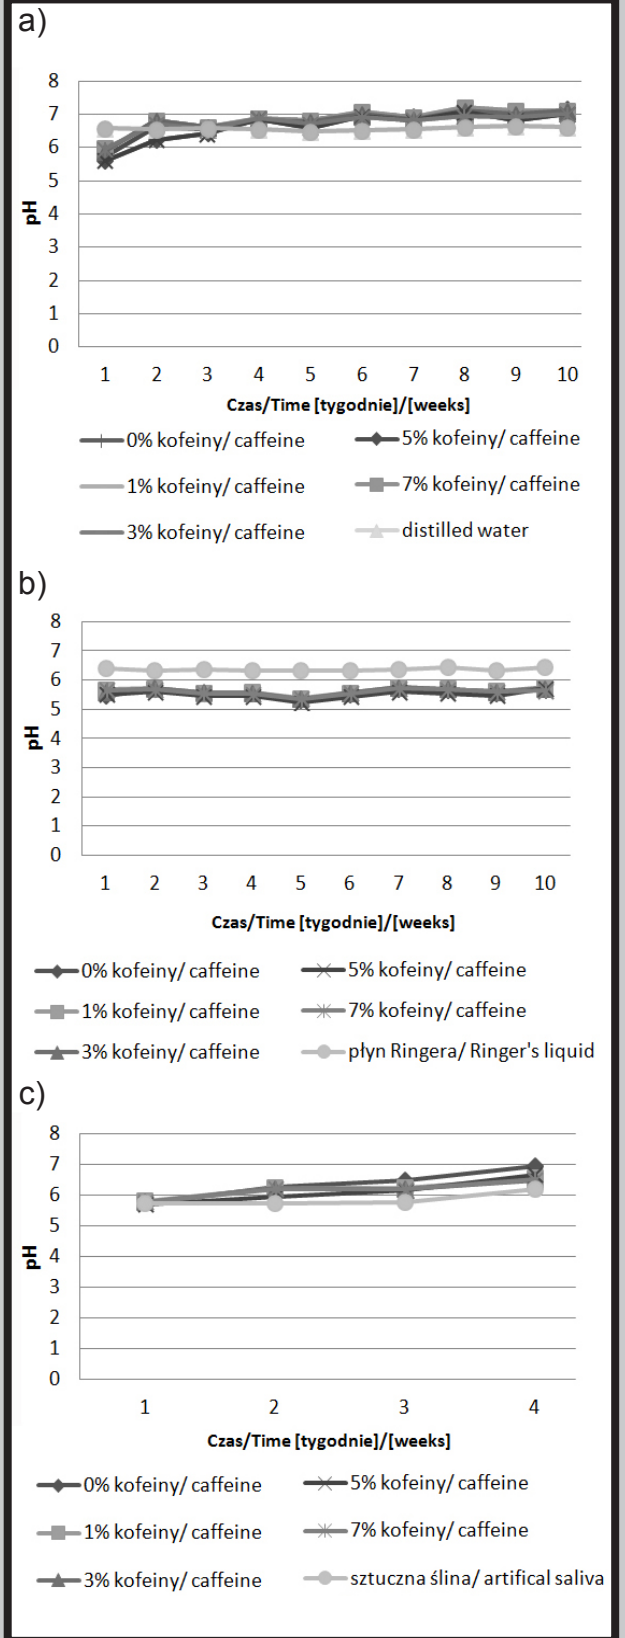 a)
8
7
6
5
4
3
2
1
0
pH
1 2 3 4 5 6 7 8 9 10
Czas/Time [tygodnie]/[weeks]
0% kofeiny/ caffeine
5% kofeiny/ caffeine
1% kofeiny/ caffeine
7% kofeiny/ caffeine
3% kofeiny/ caffeine
distilled water
b)
8
7
6
5
4
3
2
1
0
pH
1 2 3 4 5 6 7 8 9 10
Czas/Time [tygodnie]/[weeks]
0% kofeiny/ caffeine
5% kofeiny/ caffeine
1% kofeiny/ caffeine
7% kofeiny/ caffeine
3% kofeiny/ caffeine
płyn Ringera/ Ringer's liquid
c)
8
7
6
5
4
3
2
1
0
pH
1 2 3 4
Czas/Time [tygodnie]/[weeks]
0% kofeiny/ caffeine
5% kofeiny/ caffeine
1% kofeiny/ caffeine
7% kofeiny/ caffeine
3% kofeiny/ caffeine
sztuczna ślina/ artifical saliva